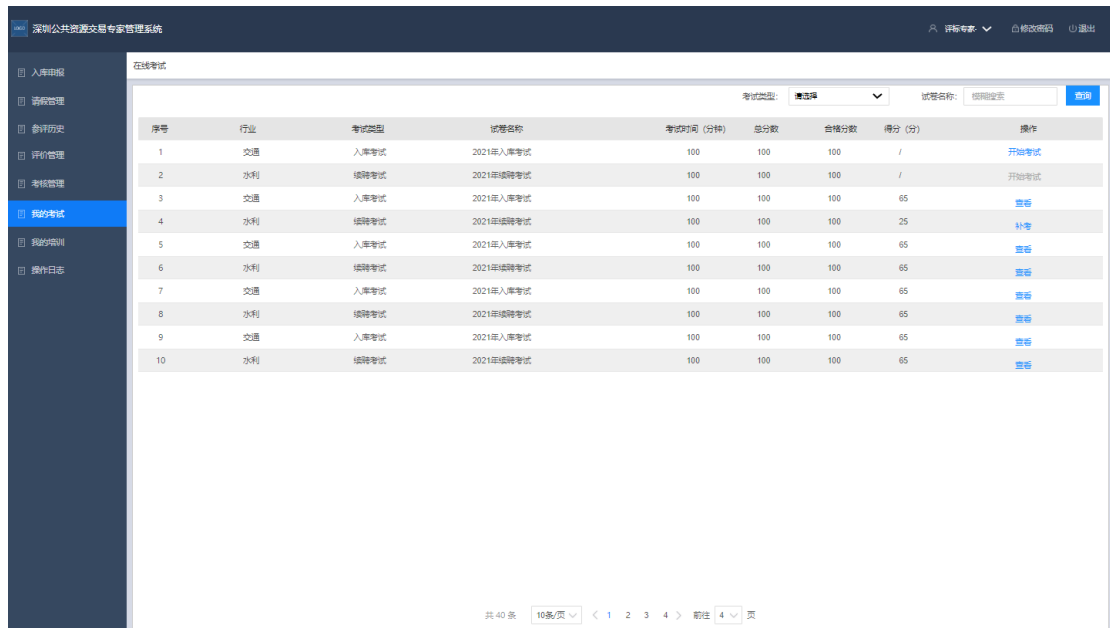 LOGO 深圳公共资源交易专家管理系统 评标专家 修改密码 退出
入库申报
请假管理
参评历史
评价管理
考核管理
我的考试
我的培训
操作日志
在线考试
考试类型: 请选择 试卷名称: 模糊搜索 查询
序号 行业 考试类型 试卷名称 考试时间（分钟） 总分数 合格分数 得分（分） 操作
1 交通 入库考试 2021年入库考试 100 100 100 / 开始考试
2 水利 续聘考试 2021年续聘考试 100 100 100 / 开始考试
3 交通 入库考试 2021年入库考试 100 100 100 65 查看
4 水利 续聘考试 2021年续聘考试 100 100 100 25 补考
5 交通 入库考试 2021年入库考试 100 100 100 65 查看
6 水利 续聘考试 2021年续聘考试 100 100 100 65 查看
7 交通 入库考试 2021年入库考试 100 100 100 65 查看
8 水利 续聘考试 2021年续聘考试 100 100 100 65 查看
9 交通 入库考试 2021年入库考试 100 100 100 65 查看
10 水利 续聘考试 2021年续聘考试 100 100 100 65 查看
共 40 条 10条/页 1 2 3 4 前往 4 页